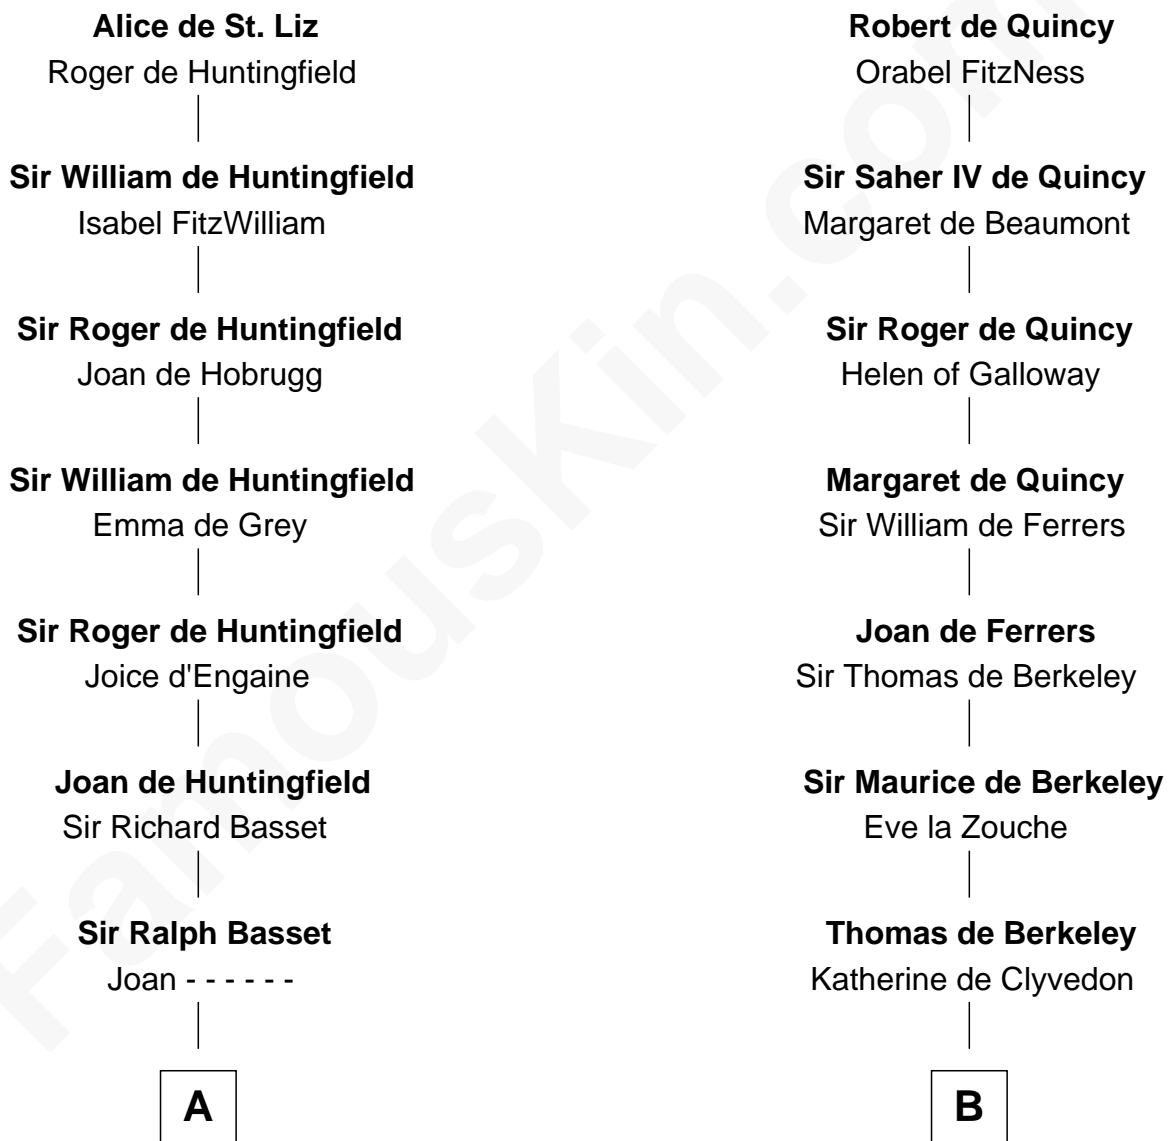 Alice de St. Liz
Roger de Huntingfield
Sir William de Huntingfield
Isabel FitzWilliam
Sir Roger de Huntingfield
Joan de Hobrugg
Sir William de Huntingfield
Emma de Grey
Sir Roger de Huntingfield
Joice d'Engaine
Joan de Huntingfield
Sir Richard Basset
Sir Ralph Basset
Joan - - - - - -
A
Robert de Quincy
Orabel FitzNess
Sir Saher IV de Quincy
Margaret de Beaumont
Sir Roger de Quincy
Helen of Galloway
Margaret de Quincy
Sir William de Ferrers
Joan de Ferrers
Sir Thomas de Berkeley
Sir Maurice de Berkeley
Eve la Zouche
Thomas de Berkeley
Katherine de Clyvedon
B
FamousKin.com